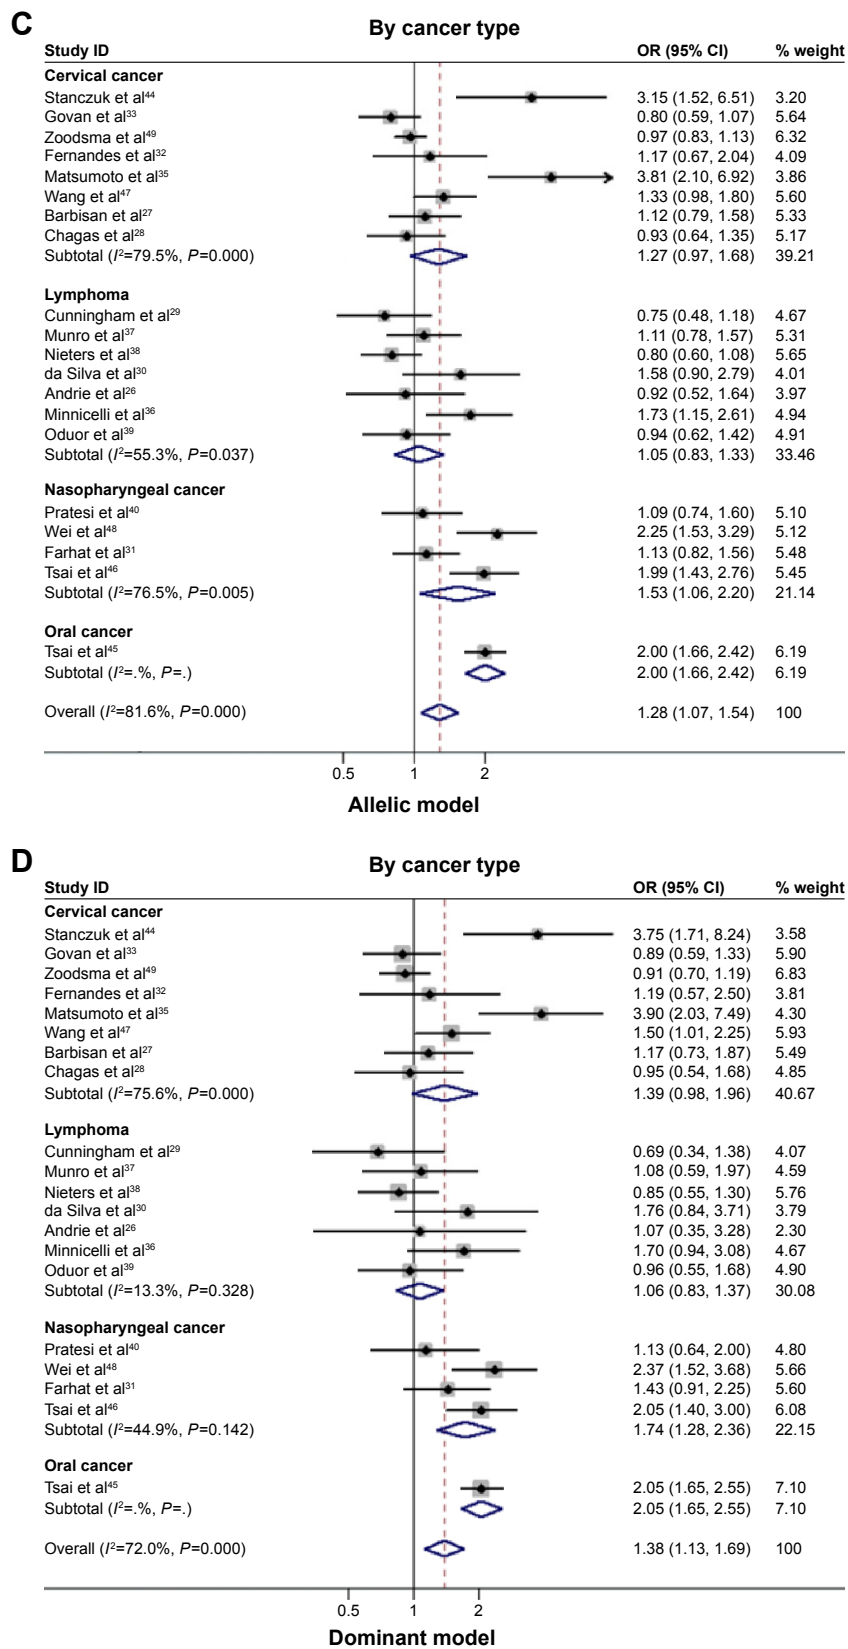 C
By cancer type
Study ID OR (95% CI) % weight
Cervical cancer
Stanczuk et al⁴⁴ 3.15 (1.52, 6.51) 3.20
Govan et al³³ 0.80 (0.59, 1.07) 5.64
Zoodsma et al⁴⁹ 0.97 (0.83, 1.13) 6.32
Fernandes et al³² 1.17 (0.67, 2.04) 4.09
Matsumoto et al³⁵ 3.81 (2.10, 6.92) 3.86
Wang et al⁴⁷ 1.33 (0.98, 1.80) 5.60
Barbisan et al²⁷ 1.12 (0.79, 1.58) 5.33
Chagas et al²⁸ 0.93 (0.64, 1.35) 5.17
Subtotal (I²=79.5%, P=0.000) 1.27 (0.97, 1.68) 39.21
Lymphoma
Cunningham et al²⁹ 0.75 (0.48, 1.18) 4.67
Munro et al³⁷ 1.11 (0.78, 1.57) 5.31
Nieters et al³⁸ 0.80 (0.60, 1.08) 5.65
da Silva et al³⁰ 1.58 (0.90, 2.79) 4.01
Andrie et al²⁶ 0.92 (0.52, 1.64) 3.97
Minnicelli et al³⁶ 1.73 (1.15, 2.61) 4.94
Oduor et al³⁹ 0.94 (0.62, 1.42) 4.91
Subtotal (I²=55.3%, P=0.037) 1.05 (0.83, 1.33) 33.46
Nasopharyngeal cancer
Pratesi et al⁴⁰ 1.09 (0.74, 1.60) 5.10
Wei et al⁴⁸ 2.25 (1.53, 3.29) 5.12
Farhat et al³¹ 1.13 (0.82, 1.56) 5.48
Tsai et al⁴⁶ 1.99 (1.43, 2.76) 5.45
Subtotal (I²=76.5%, P=0.005) 1.53 (1.06, 2.20) 21.14
Oral cancer
Tsai et al⁴⁵ 2.00 (1.66, 2.42) 6.19
Subtotal (I²=.%, P=.) 2.00 (1.66, 2.42) 6.19
Overall (I²=81.6%, P=0.000) 1.28 (1.07, 1.54) 100
0.5 1 2
Allelic model
D
By cancer type
Study ID OR (95% CI) % weight
Cervical cancer
Stanczuk et al⁴⁴ 3.75 (1.71, 8.24) 3.58
Govan et al³³ 0.89 (0.59, 1.33) 5.90
Zoodsma et al⁴⁹ 0.91 (0.70, 1.19) 6.83
Fernandes et al³² 1.19 (0.57, 2.50) 3.81
Matsumoto et al³⁵ 3.90 (2.03, 7.49) 4.30
Wang et al⁴⁷ 1.50 (1.01, 2.25) 5.93
Barbisan et al²⁷ 1.17 (0.73, 1.87) 5.49
Chagas et al²⁸ 0.95 (0.54, 1.68) 4.85
Subtotal (I²=75.6%, P=0.000) 1.39 (0.98, 1.96) 40.67
Lymphoma
Cunningham et al²⁹ 0.69 (0.34, 1.38) 4.07
Munro et al³⁷ 1.08 (0.59, 1.97) 4.59
Nieters et al³⁸ 0.85 (0.55, 1.30) 5.76
da Silva et al³⁰ 1.76 (0.84, 3.71) 3.79
Andrie et al²⁶ 1.07 (0.35, 3.28) 2.30
Minnicelli et al³⁶ 1.70 (0.94, 3.08) 4.67
Oduor et al³⁹ 0.96 (0.55, 1.68) 4.90
Subtotal (I²=13.3%, P=0.328) 1.06 (0.83, 1.37) 30.08
Nasopharyngeal cancer
Pratesi et al⁴⁰ 1.13 (0.64, 2.00) 4.80
Wei et al⁴⁸ 2.37 (1.52, 3.68) 5.66
Farhat et al³¹ 1.43 (0.91, 2.25) 5.60
Tsai et al⁴⁶ 2.05 (1.40, 3.00) 6.08
Subtotal (I²=44.9%, P=0.142) 1.74 (1.28, 2.36) 22.15
Oral cancer
Tsai et al⁴⁵ 2.05 (1.65, 2.55) 7.10
Subtotal (I²=.%, P=.) 2.05 (1.65, 2.55) 7.10
Overall (I²=72.0%, P=0.000) 1.38 (1.13, 1.69) 100
0.5 1 2
Dominant model